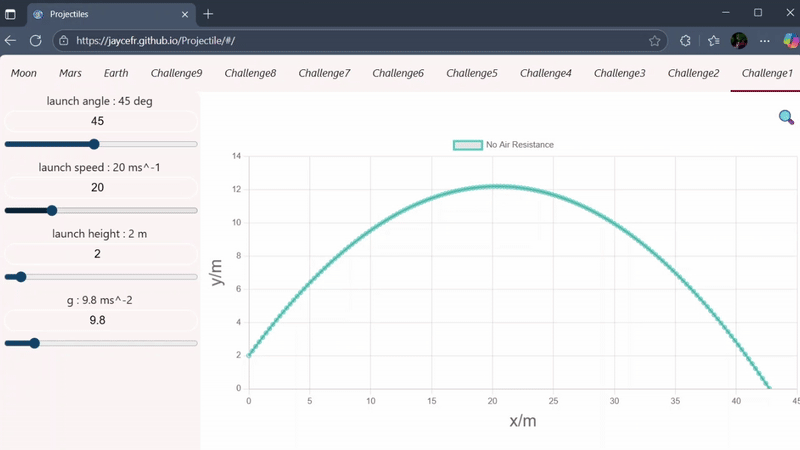 Projectiles
https://jaycefr.github.io/Projectile/#/
Moon Mars Earth Challenge9 Challenge8 Challenge7 Challenge6 Challenge5 Challenge4 Challenge3 Challenge2 Challenge1
launch angle : 45 deg
45
launch speed : 20 ms^-1
20
launch height : 2 m
2
g : 9.8 ms^-2
9.8
No Air Resistance
14
12
10
8
6
4
2
0
y/m
0 5 10 15 20 25 30 35 40 45
x/m